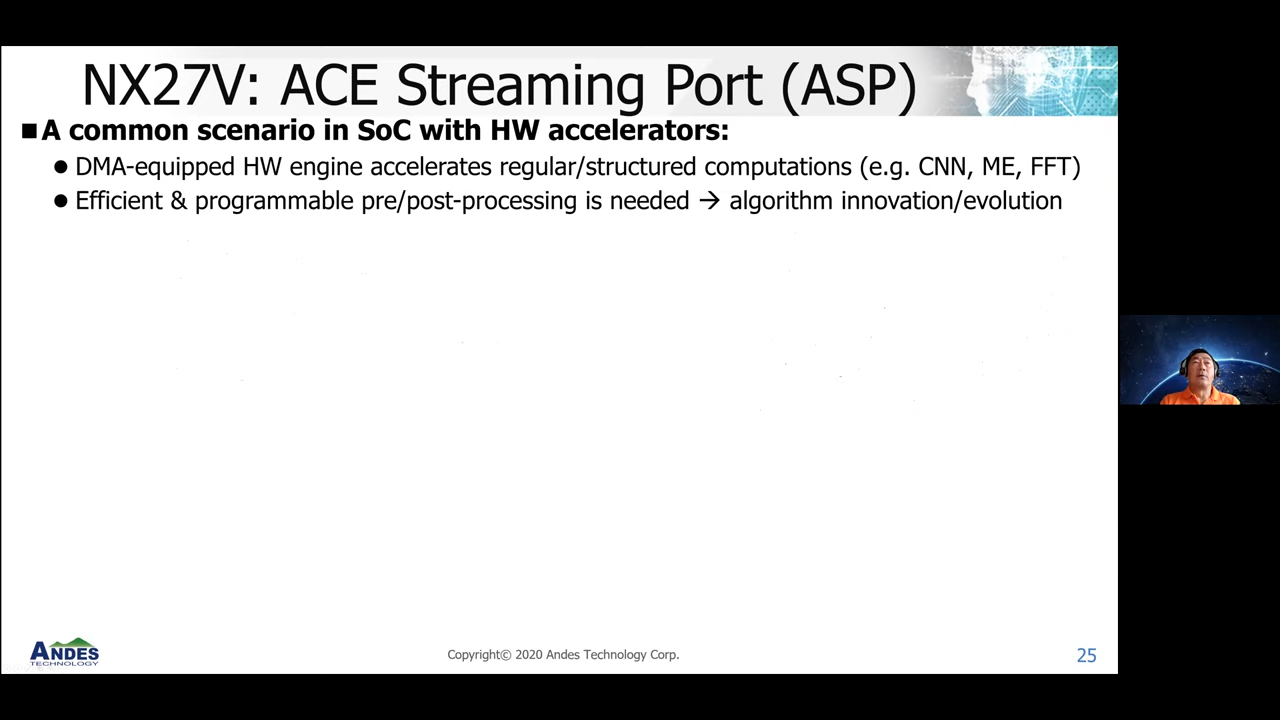 NX27V: ACE Streaming Port (ASP)
■A common scenario in SoC with HW accelerators:
● DMA-equipped HW engine accelerates regular/structured computations (e.g. CNN, ME, FFT)
● Efficient & programmable pre/post-processing is needed → algorithm innovation/evolution
ANDES
TECHNOLOGY
Copyright© 2020 Andes Technology Corp.
25